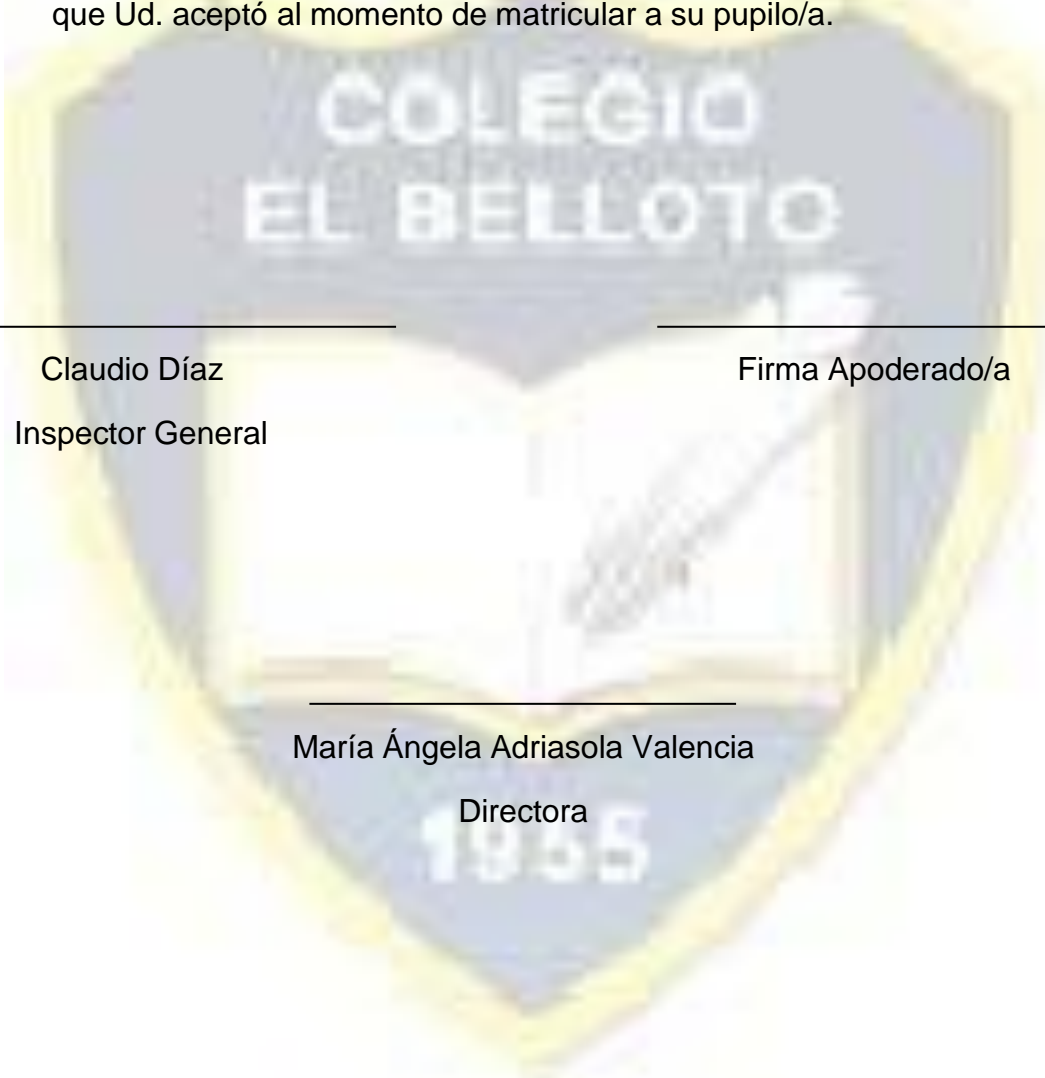 que Ud. aceptó al momento de matricular a su pupilo/a.
COLEGIO
EL BELLOTO
Claudio Díaz
Firma Apoderado/a
Inspector General
María Ángela Adriasola Valencia
Directora
1955